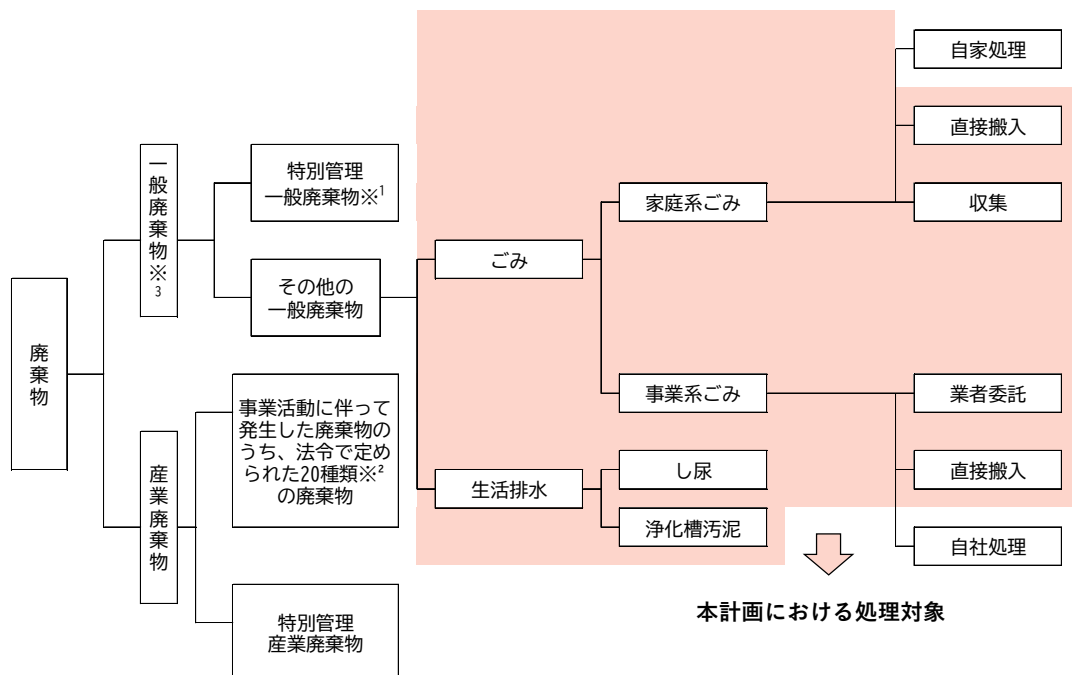 廃棄物
一般廃棄物※3
産業廃棄物
特別管理
一般廃棄物※1
その他の
一般廃棄物
事業活動に伴って
発生した廃棄物の
うち、法令で定め
られた20種類※2
の廃棄物
特別管理
産業廃棄物
ごみ
生活排水
家庭系ごみ
事業系ごみ
し尿
浄化槽汚泥
自家処理
直接搬入
収集
業者委託
直接搬入
自社処理
本計画における処理対象